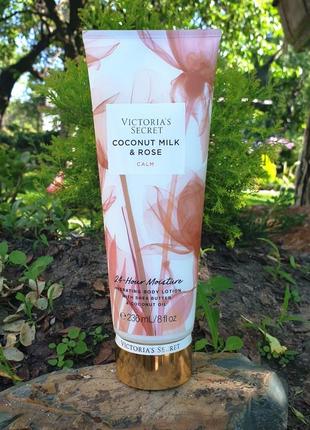 VICTORIA'S
SECRET
COCONUT MILK
& ROSE
CALM
24-Hour Moisture
HYDRATING BODY LOTION
WITH SHEA BUTTER
& COCONUT OIL
℮ 236 mL/8 fl oz
VICTORIA'S SECRET